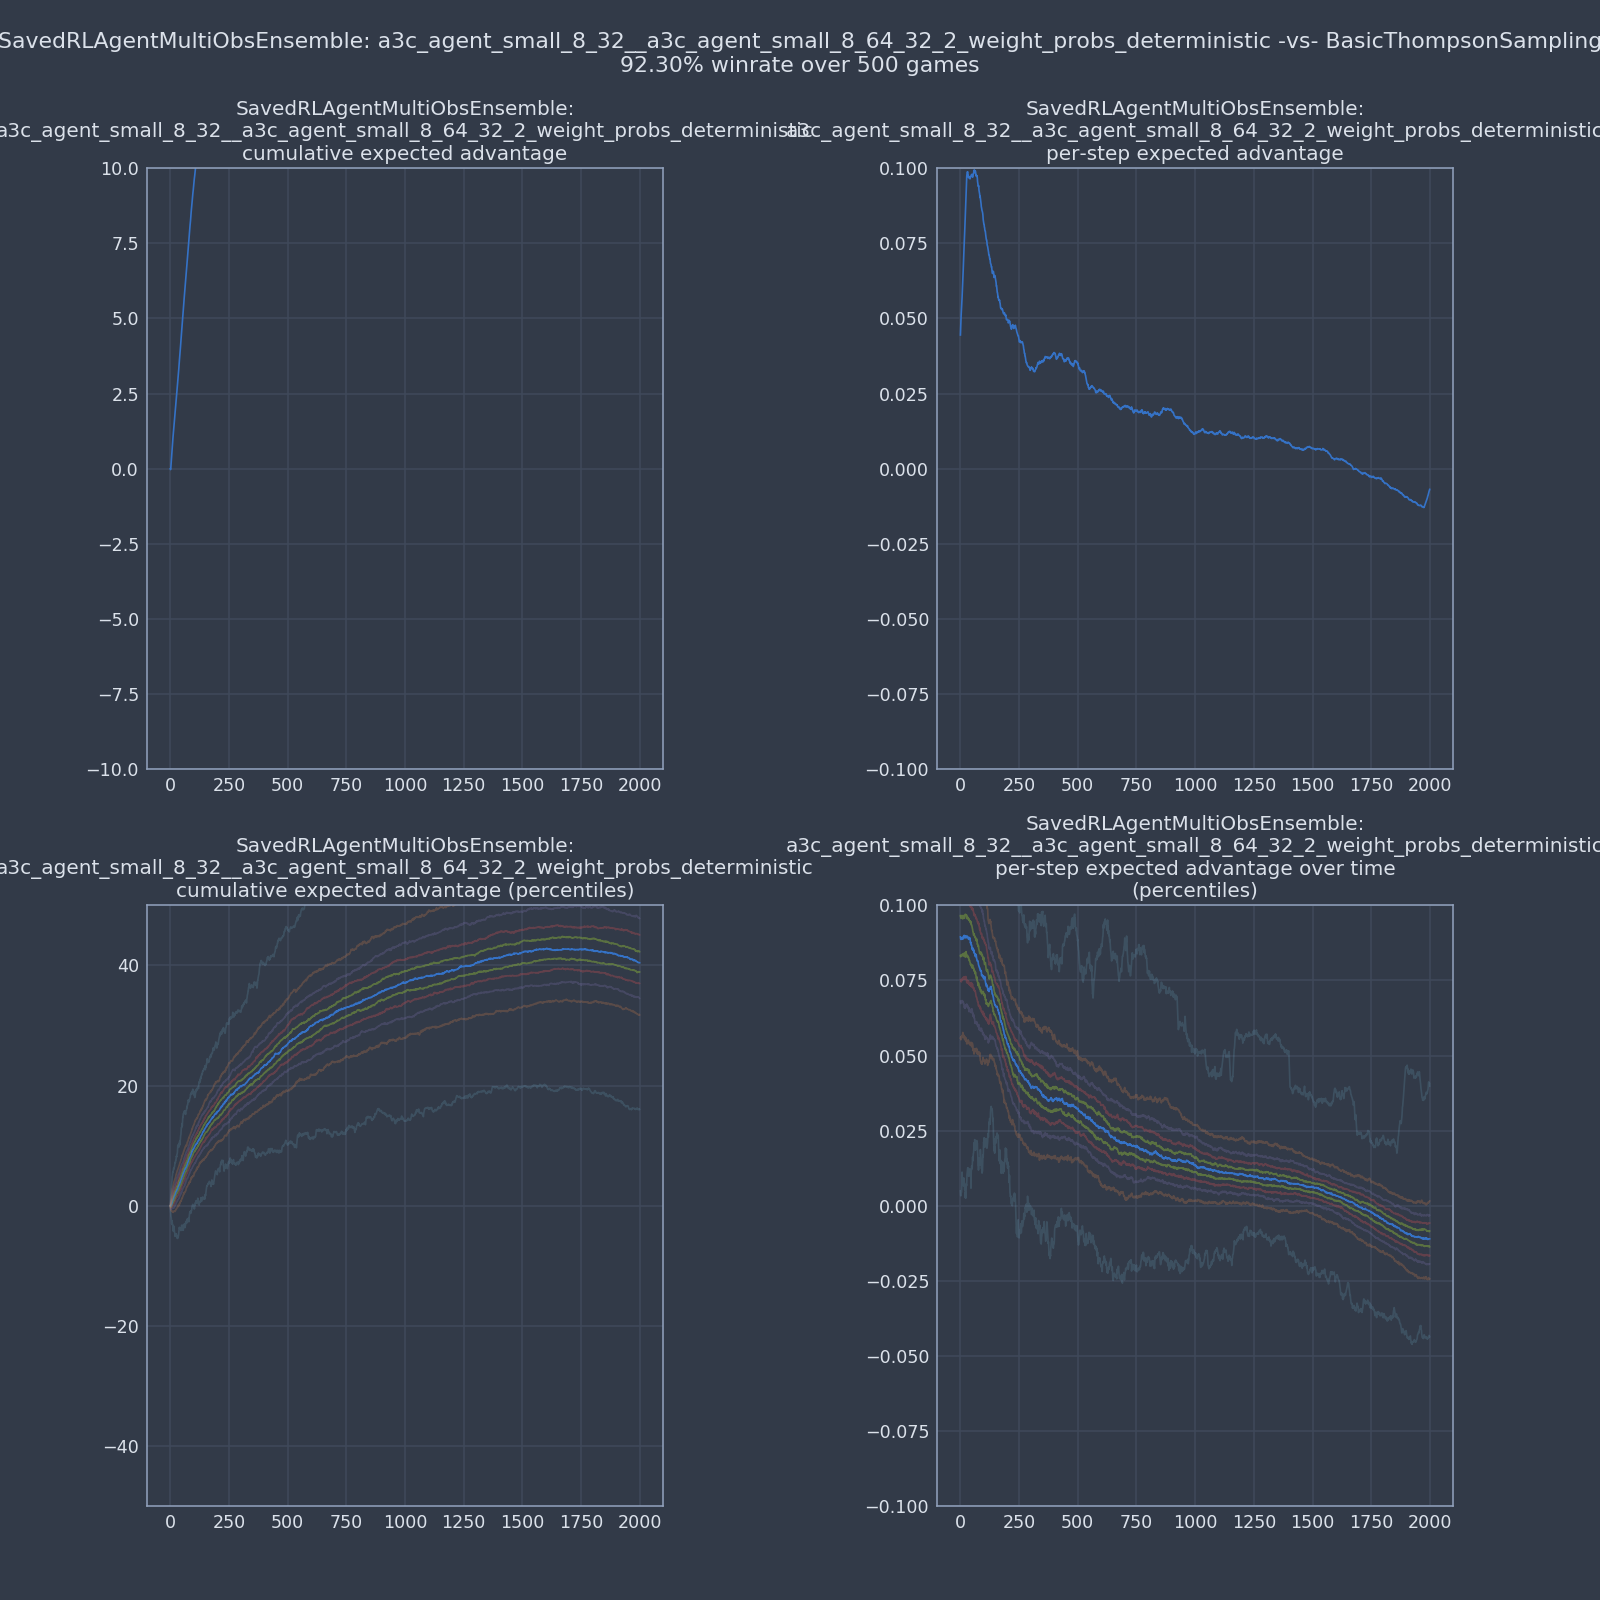 SavedRLAgentMultiObsEnsemble: a3c_agent_small_8_32__a3c_agent_small_8_64_32_2_weight_probs_deterministic -vs- BasicThompsonSampling
92.30% winrate over 500 games
SavedRLAgentMultiObsEnsemble:
a3c_agent_small_8_32__a3c_agent_small_8_64_32_2_weight_probs_deterministic
cumulative expected advantage
10.0
7.5
5.0
2.5
0.0
−2.5
−5.0
−7.5
−10.0
0 250 500 750 1000 1250 1500 1750 2000
SavedRLAgentMultiObsEnsemble:
a3c_agent_small_8_32__a3c_agent_small_8_64_32_2_weight_probs_deterministic
per-step expected advantage
0.100
0.075
0.050
0.025
0.000
−0.025
−0.050
−0.075
−0.100
0 250 500 750 1000 1250 1500 1750 2000
SavedRLAgentMultiObsEnsemble:
a3c_agent_small_8_32__a3c_agent_small_8_64_32_2_weight_probs_deterministic
cumulative expected advantage (percentiles)
40
20
0
−20
−40
0 250 500 750 1000 1250 1500 1750 2000
SavedRLAgentMultiObsEnsemble:
a3c_agent_small_8_32__a3c_agent_small_8_64_32_2_weight_probs_deterministic
per-step expected advantage over time
(percentiles)
0.100
0.075
0.050
0.025
0.000
−0.025
−0.050
−0.075
−0.100
0 250 500 750 1000 1250 1500 1750 2000